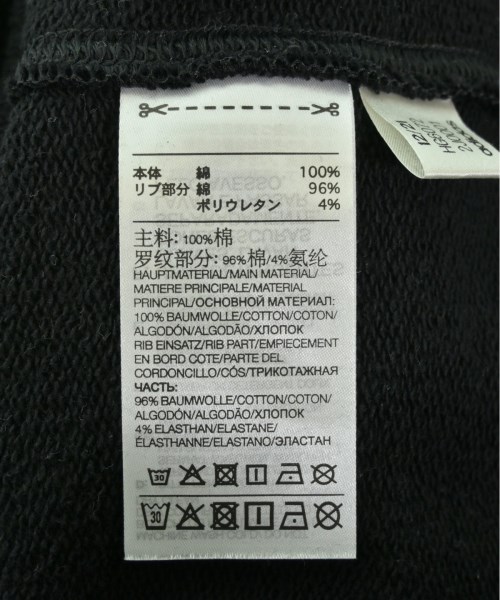 本体 綿 100%
リブ部分 綿 96%
ポリウレタン 4%
主料: 100%棉
罗纹部分: 96%棉/4%氨纶
HAUPTMATERIAL/MAIN MATERIAL/
MATIERE PRINCIPALE/MATERIAL
PRINCIPAL/ОСНОВНОЙ МАТЕРИАЛ:
100% BAUMWOLLE/COTTON/COTON/
ALGODÓN/ALGODÃO/ХЛОПОК
RIB EINSATZ/RIB PART/EMPIECEMENT
EN BORD COTE/PARTE DEL
CORDONCILLO/CÓS/ТРИКОТАЖНАЯ
ЧАСТЬ:
96% BAUMWOLLE/COTTON/COTON/
ALGODÓN/ALGODÃO/ХЛОПОК
4% ELASTHAN/ELASTANE/
ÉLASTHANNE/ELASTANO/ЭЛАСТАН
30
30
12/21
adidas